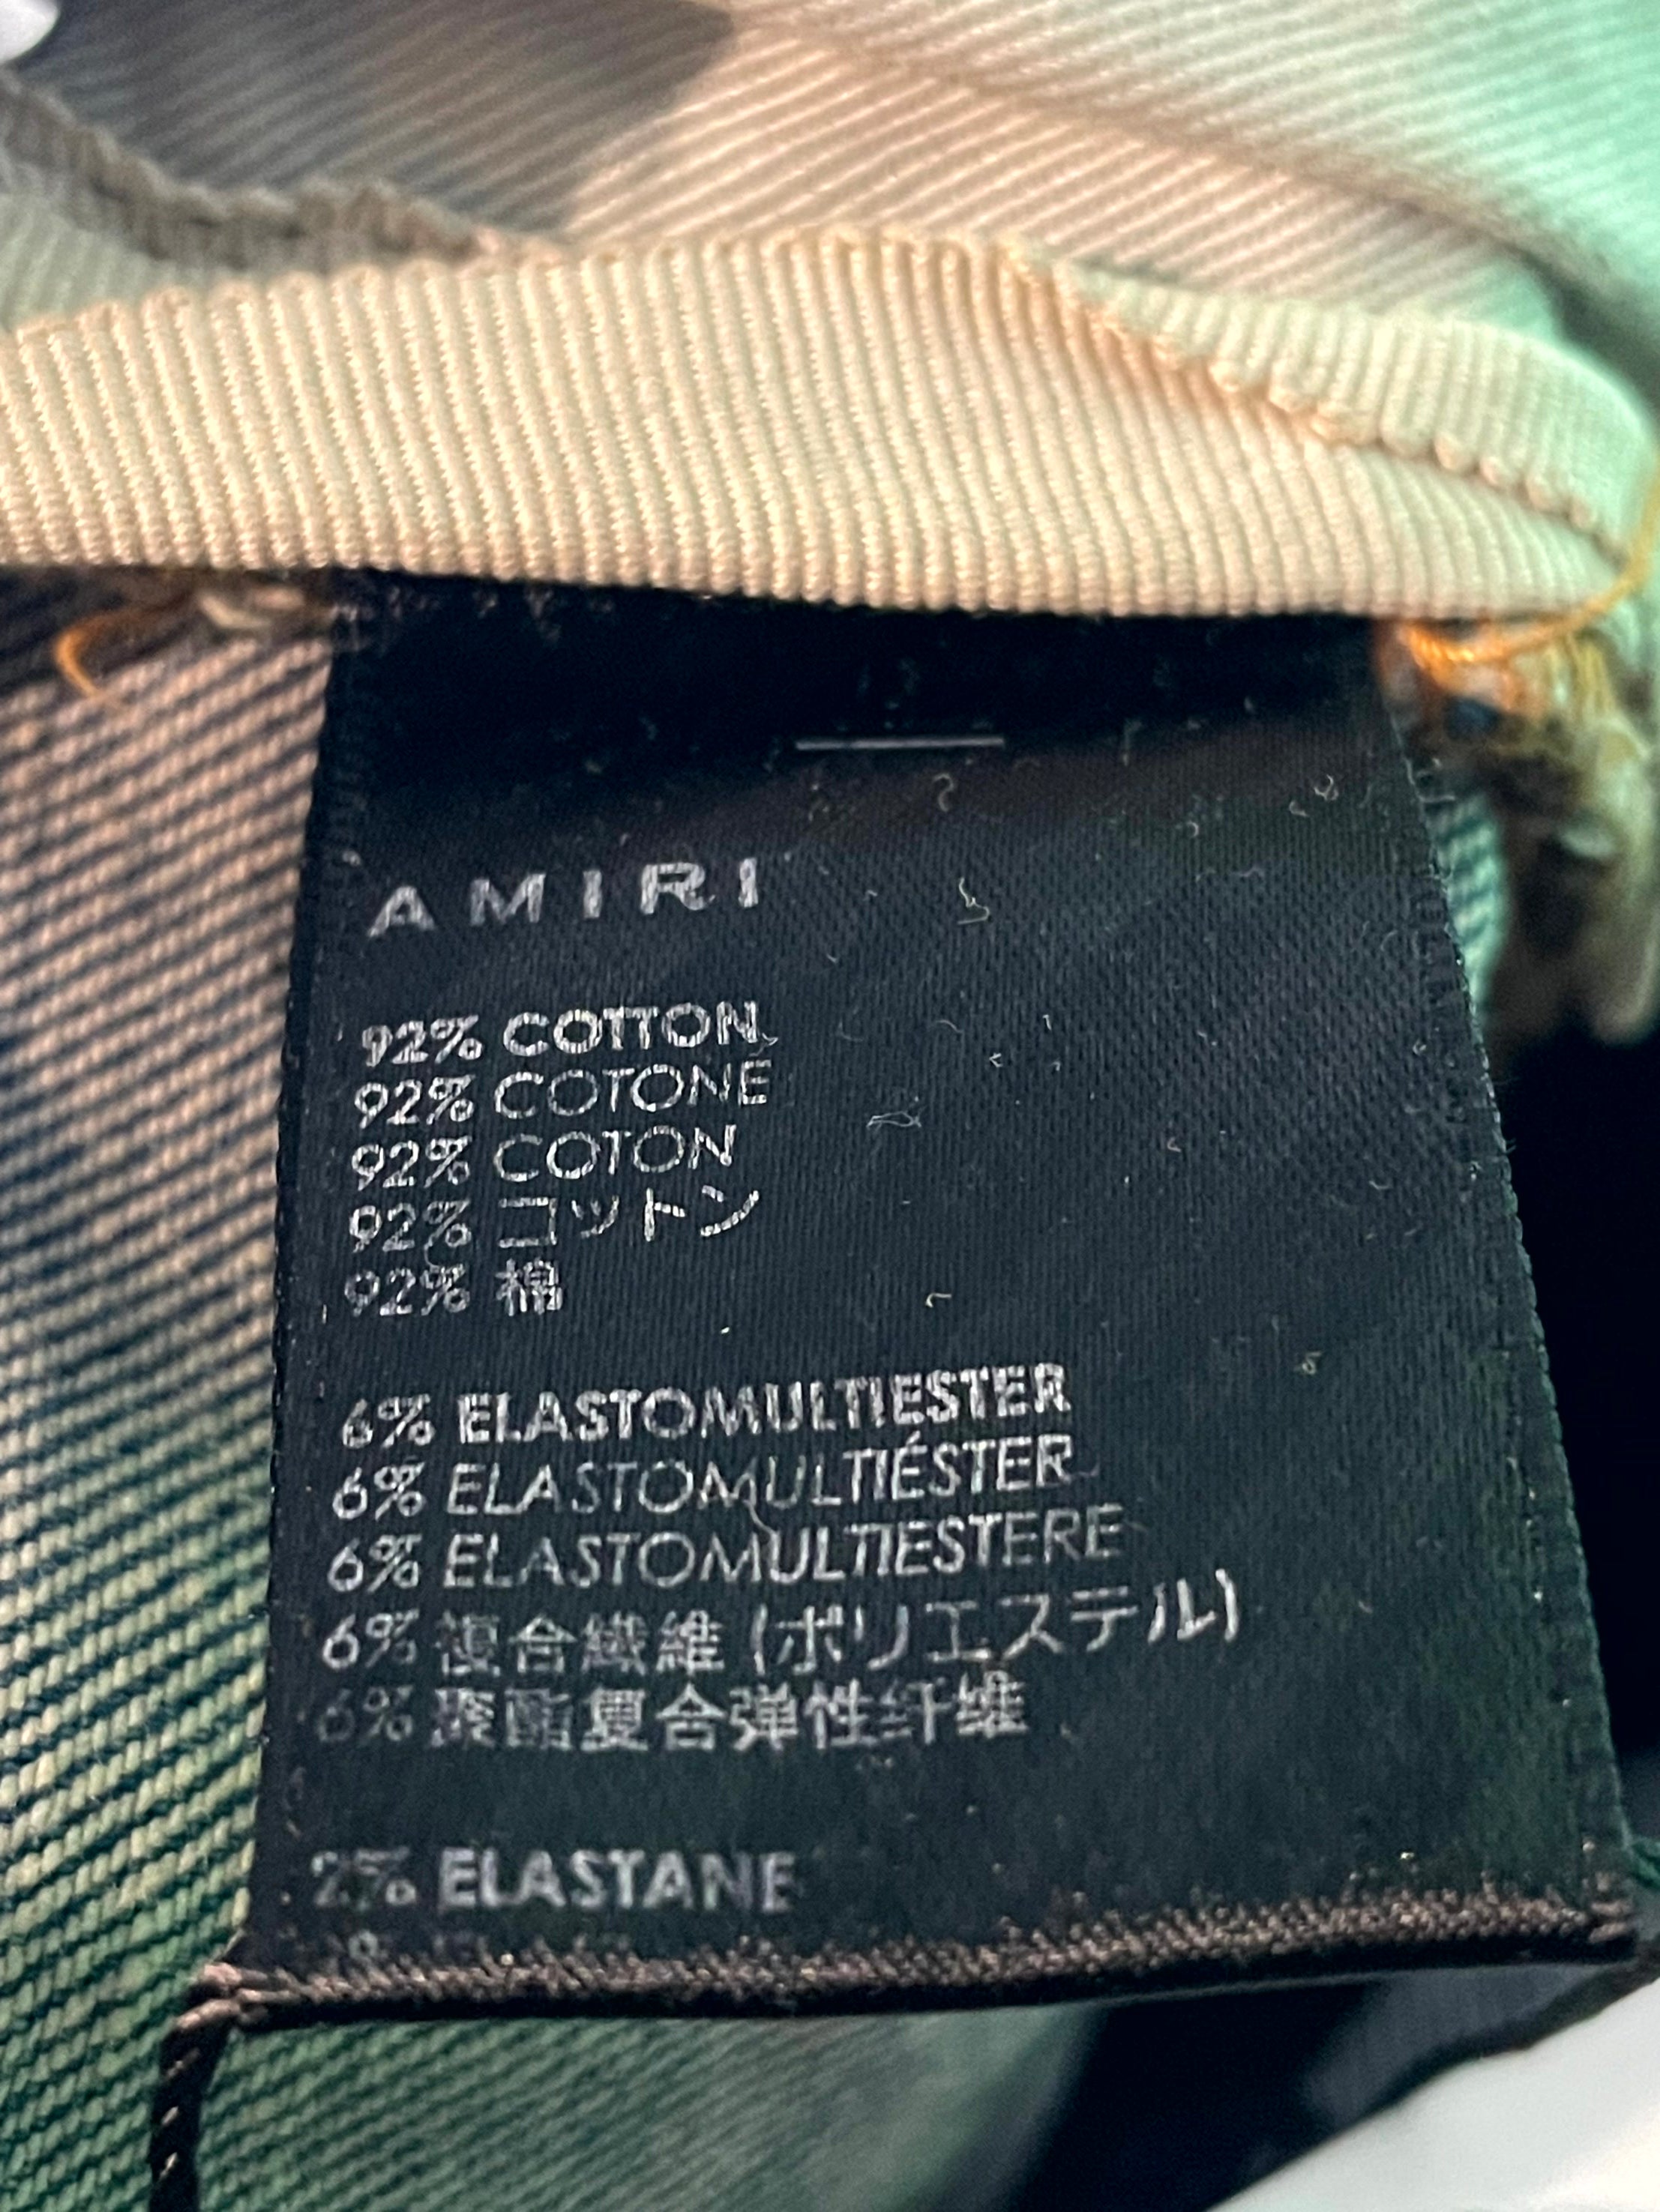 AMIRI
92% COTTON
92% COTONE
92% COTON
92% コットン
92% 棉
6% ELASTOMULTIESTER
6% ELASTOMULTIÉSTER
6% ELASTOMULTIESTERE
6%複合繊維 (ポリエステル)
6% 聚酯复合弹性纤维
2% ELASTANE